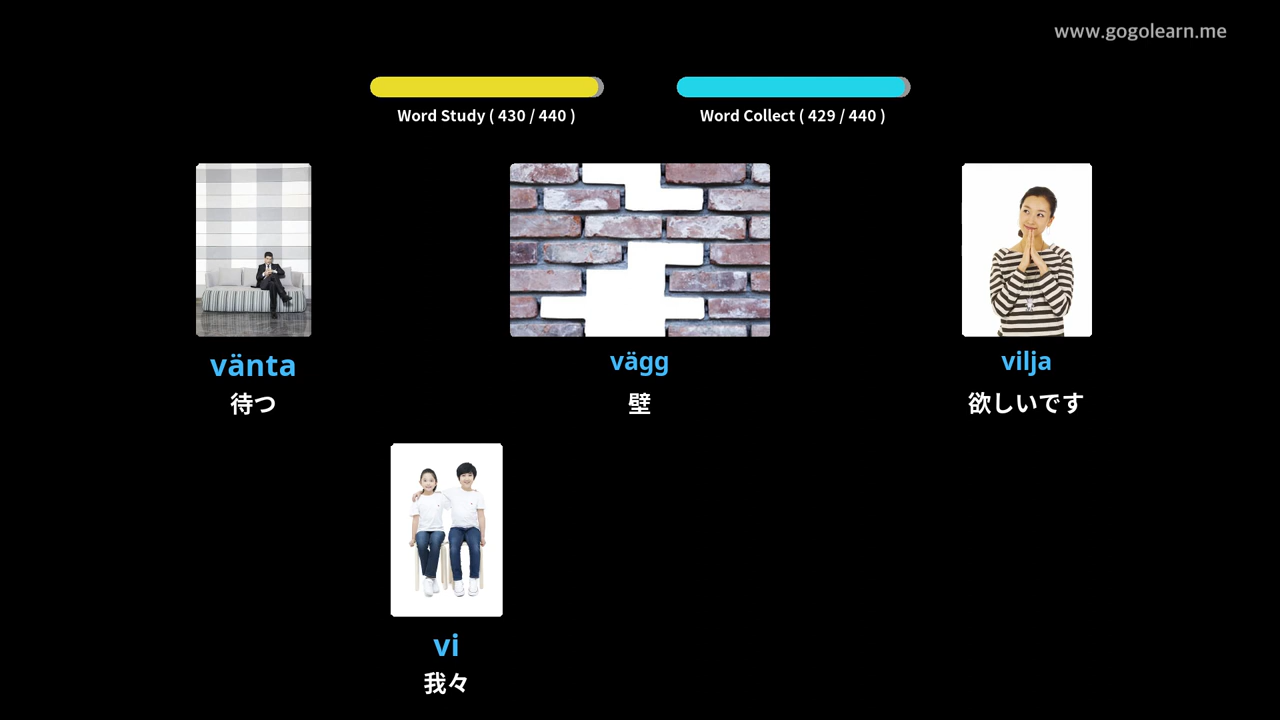 www.gogolearn.me
Word Study ( 430 / 440 )
Word Collect ( 429 / 440 )
vänta
待つ
vägg
壁
vilja
欲しいです
vi
我々